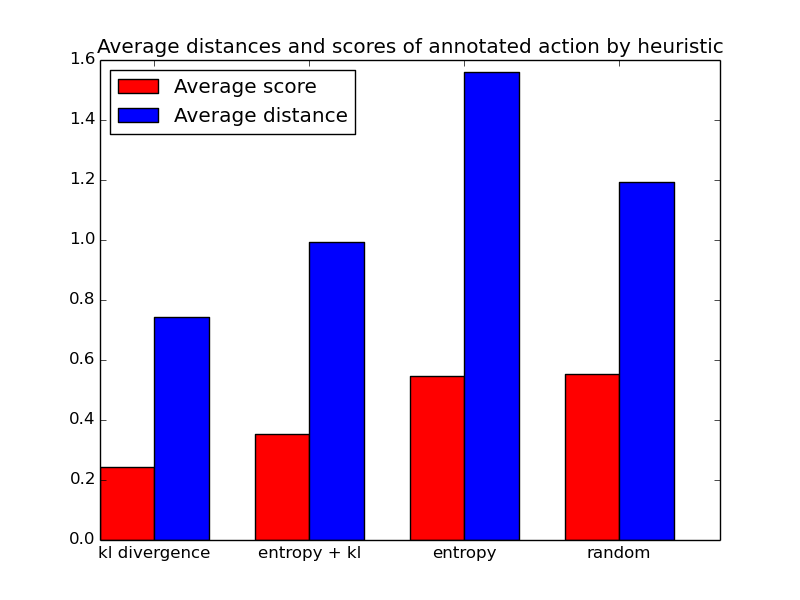 Average distances and scores of annotated action by heuristic
1.6
Average score
Average distance
1.4
1.2
1.0
0.8
0.6
0.4
0.2
0.0
kl divergence entropy + kl entropy random